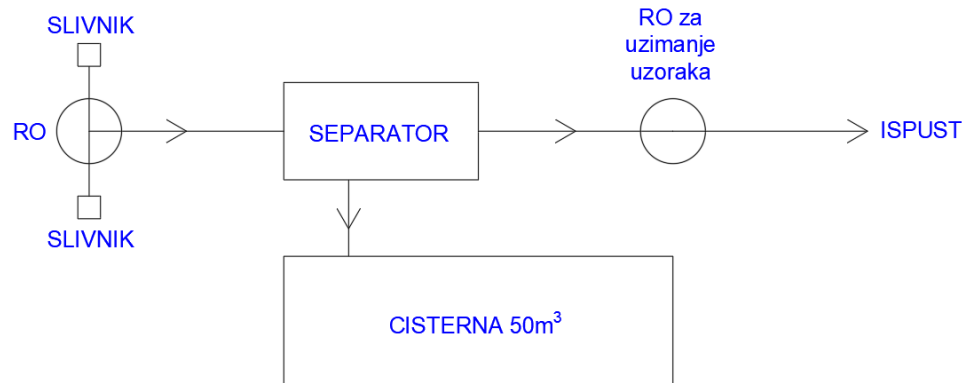 SLIVNIK
RO
SLIVNIK
SEPARATOR
RO za
uzimanje
uzoraka
ISPUST
CISTERNA 50m³